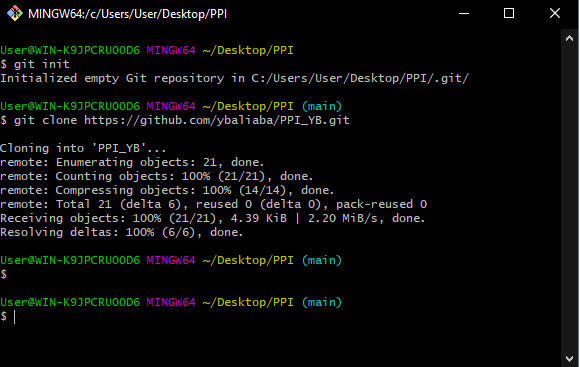 MINGW64:/c/Users/User/Desktop/PPI
User@WIN-K9JPCRUOOD6 MINGW64 ~/Desktop/PPI
$ git init
Initialized empty Git repository in C:/Users/User/Desktop/PPI/.git/
User@WIN-K9JPCRUOOD6 MINGW64 ~/Desktop/PPI (main)
$ git clone https://github.com/ybaliaba/PPI_YB.git
Cloning into 'PPI_YB'...
remote: Enumerating objects: 21, done.
remote: Counting objects: 100% (21/21), done.
remote: Compressing objects: 100% (14/14), done.
remote: Total 21 (delta 6), reused 0 (delta 0), pack-reused 0
Receiving objects: 100% (21/21), 4.39 KiB | 2.20 MiB/s, done.
Resolving deltas: 100% (6/6), done.
User@WIN-K9JPCRUOOD6 MINGW64 ~/Desktop/PPI (main)
$
User@WIN-K9JPCRUOOD6 MINGW64 ~/Desktop/PPI (main)
$